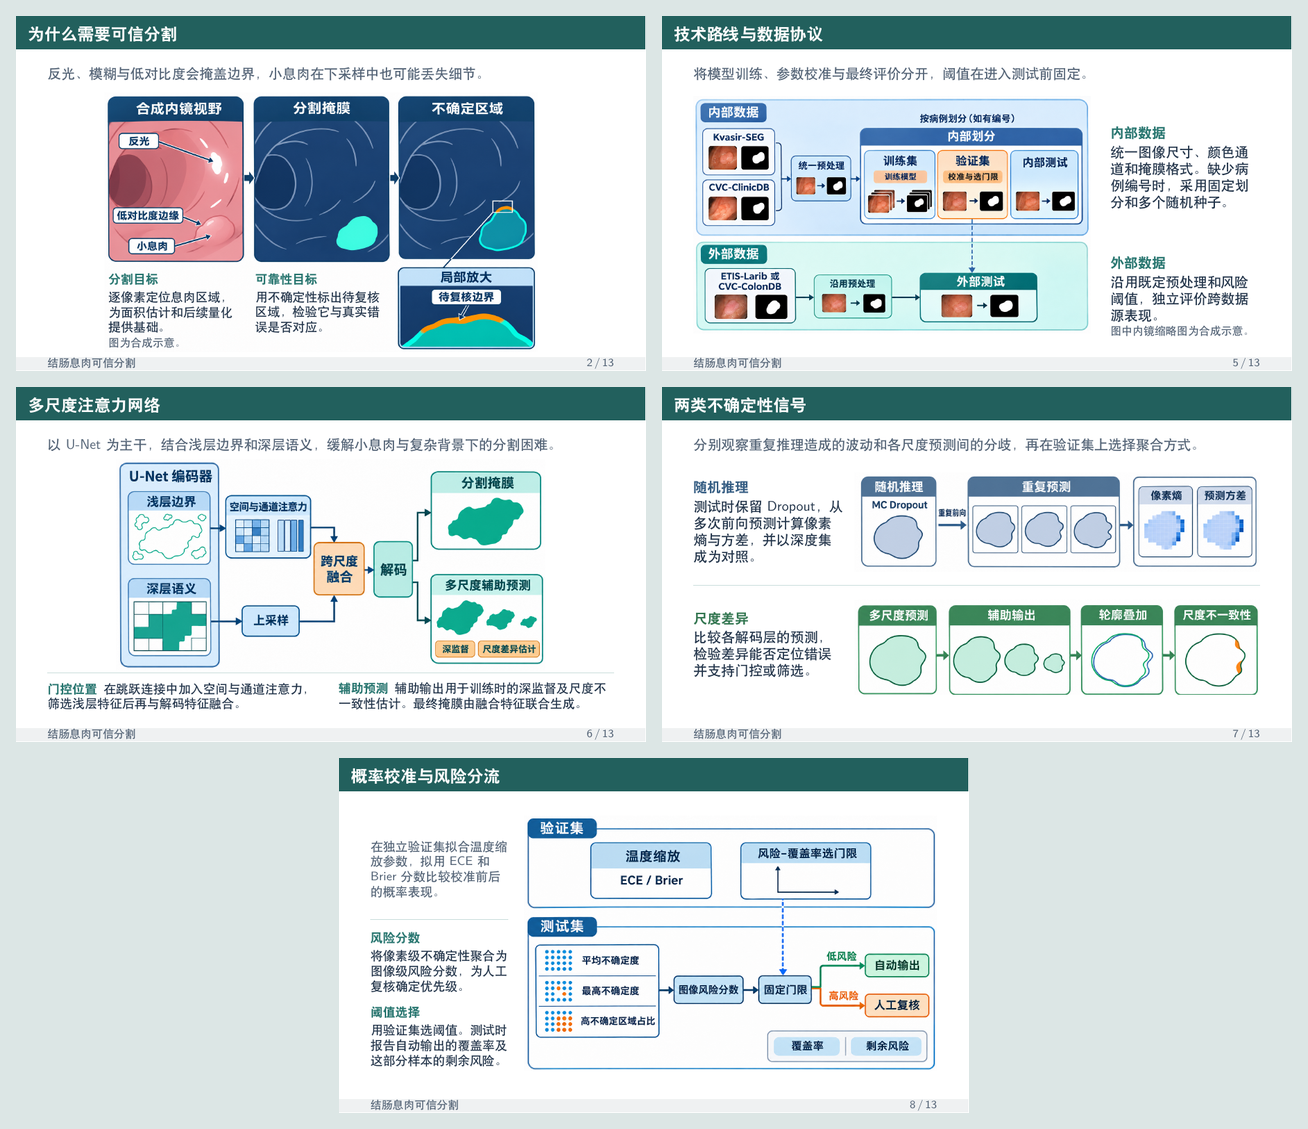 为什么需要可信分割
反光、模糊与低对比度会掩盖边界，小息肉在下采样中也可能丢失细节。
合成内镜视野
分割掩膜
不确定区域
反光
低对比度边缘
小息肉
局部放大
待复核边界
分割目标
逐像素定位息肉区域，
为面积估计和后续量化
提供基础。
图为合成示意。
可靠性目标
用不确定性标出待复核
区域，检验它与真实错
误是否对应。
结肠息肉可信分割
2 / 13
技术路线与数据协议
将模型训练、参数校准与最终评价分开，阈值在进入测试前固定。
内部数据
Kvasir-SEG
CVC-ClinicDB
统一预处理
按病例划分（如有编号）
内部划分
训练集
训练模型
验证集
校准与选门限
内部测试
外部数据
ETIS-Larib 或
CVC-ColonDB
沿用预处理
外部测试
内部数据
统一图像尺寸、颜色通
道和掩膜格式。缺少病
例编号时，采用固定划
分和多个随机种子。
外部数据
沿用既定预处理和风险
阈值，独立评价跨数据
源表现。
图中内镜缩略图为合成示意。
结肠息肉可信分割
5 / 13
多尺度注意力网络
以 U-Net 为主干，结合浅层边界和深层语义，缓解小息肉与复杂背景下的分割困难。
U-Net 编码器
浅层边界
深层语义
空间与通道注意力
上采样
跨尺度
融合
解码
分割掩膜
多尺度辅助预测
深监督
尺度差异估计
门控位置 在跳跃连接中加入空间与通道注意力，
筛选浅层特征后再与解码特征融合。
辅助预测 辅助输出用于训练时的深监督及尺度不
一致性估计。最终掩膜由融合特征联合生成。
结肠息肉可信分割
6 / 13
两类不确定性信号
分别观察重复推理造成的波动和各尺度预测间的分歧，再在验证集上选择聚合方式。
随机推理
测试时保留 Dropout，从
多次前向预测计算像素
熵与方差，并以深度集
成为对照。
随机推理
MC Dropout
重复前向
重复预测
像素熵
预测方差
尺度差异
比较各解码层的预测，
检验差异能否定位错误
并支持门控或筛选。
多尺度预测
辅助输出
轮廓叠加
尺度不一致性
结肠息肉可信分割
7 / 13
概率校准与风险分流
在独立验证集拟合温度缩
放参数，拟用 ECE 和
Brier 分数比较校准前后
的概率表现。
风险分数
将像素级不确定性聚合为
图像级风险分数，为人工
复核确定优先级。
阈值选择
用验证集选阈值。测试时
报告自动输出的覆盖率及
这部分样本的剩余风险。
验证集
温度缩放
ECE / Brier
风险–覆盖率选门限
测试集
平均不确定度
最高不确定度
高不确定区域占比
图像风险分数
固定门限
低风险
自动输出
高风险
人工复核
覆盖率
剩余风险
结肠息肉可信分割
8 / 13